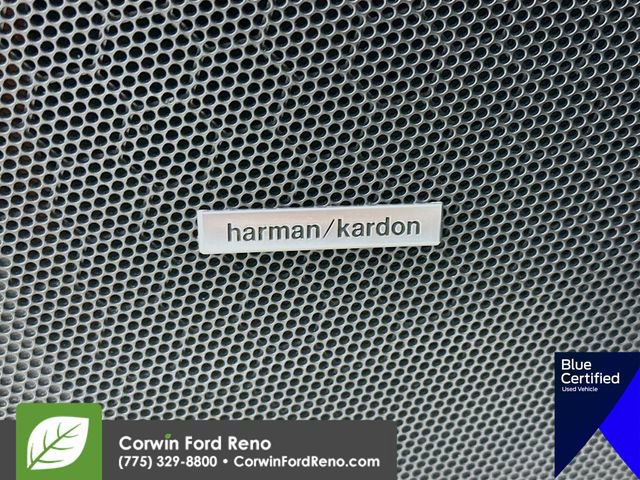 harman/kardon
Blue
Certified
Used Vehicle
Corwin Ford Reno
(775) 329-8800 • CorwinFordReno.com